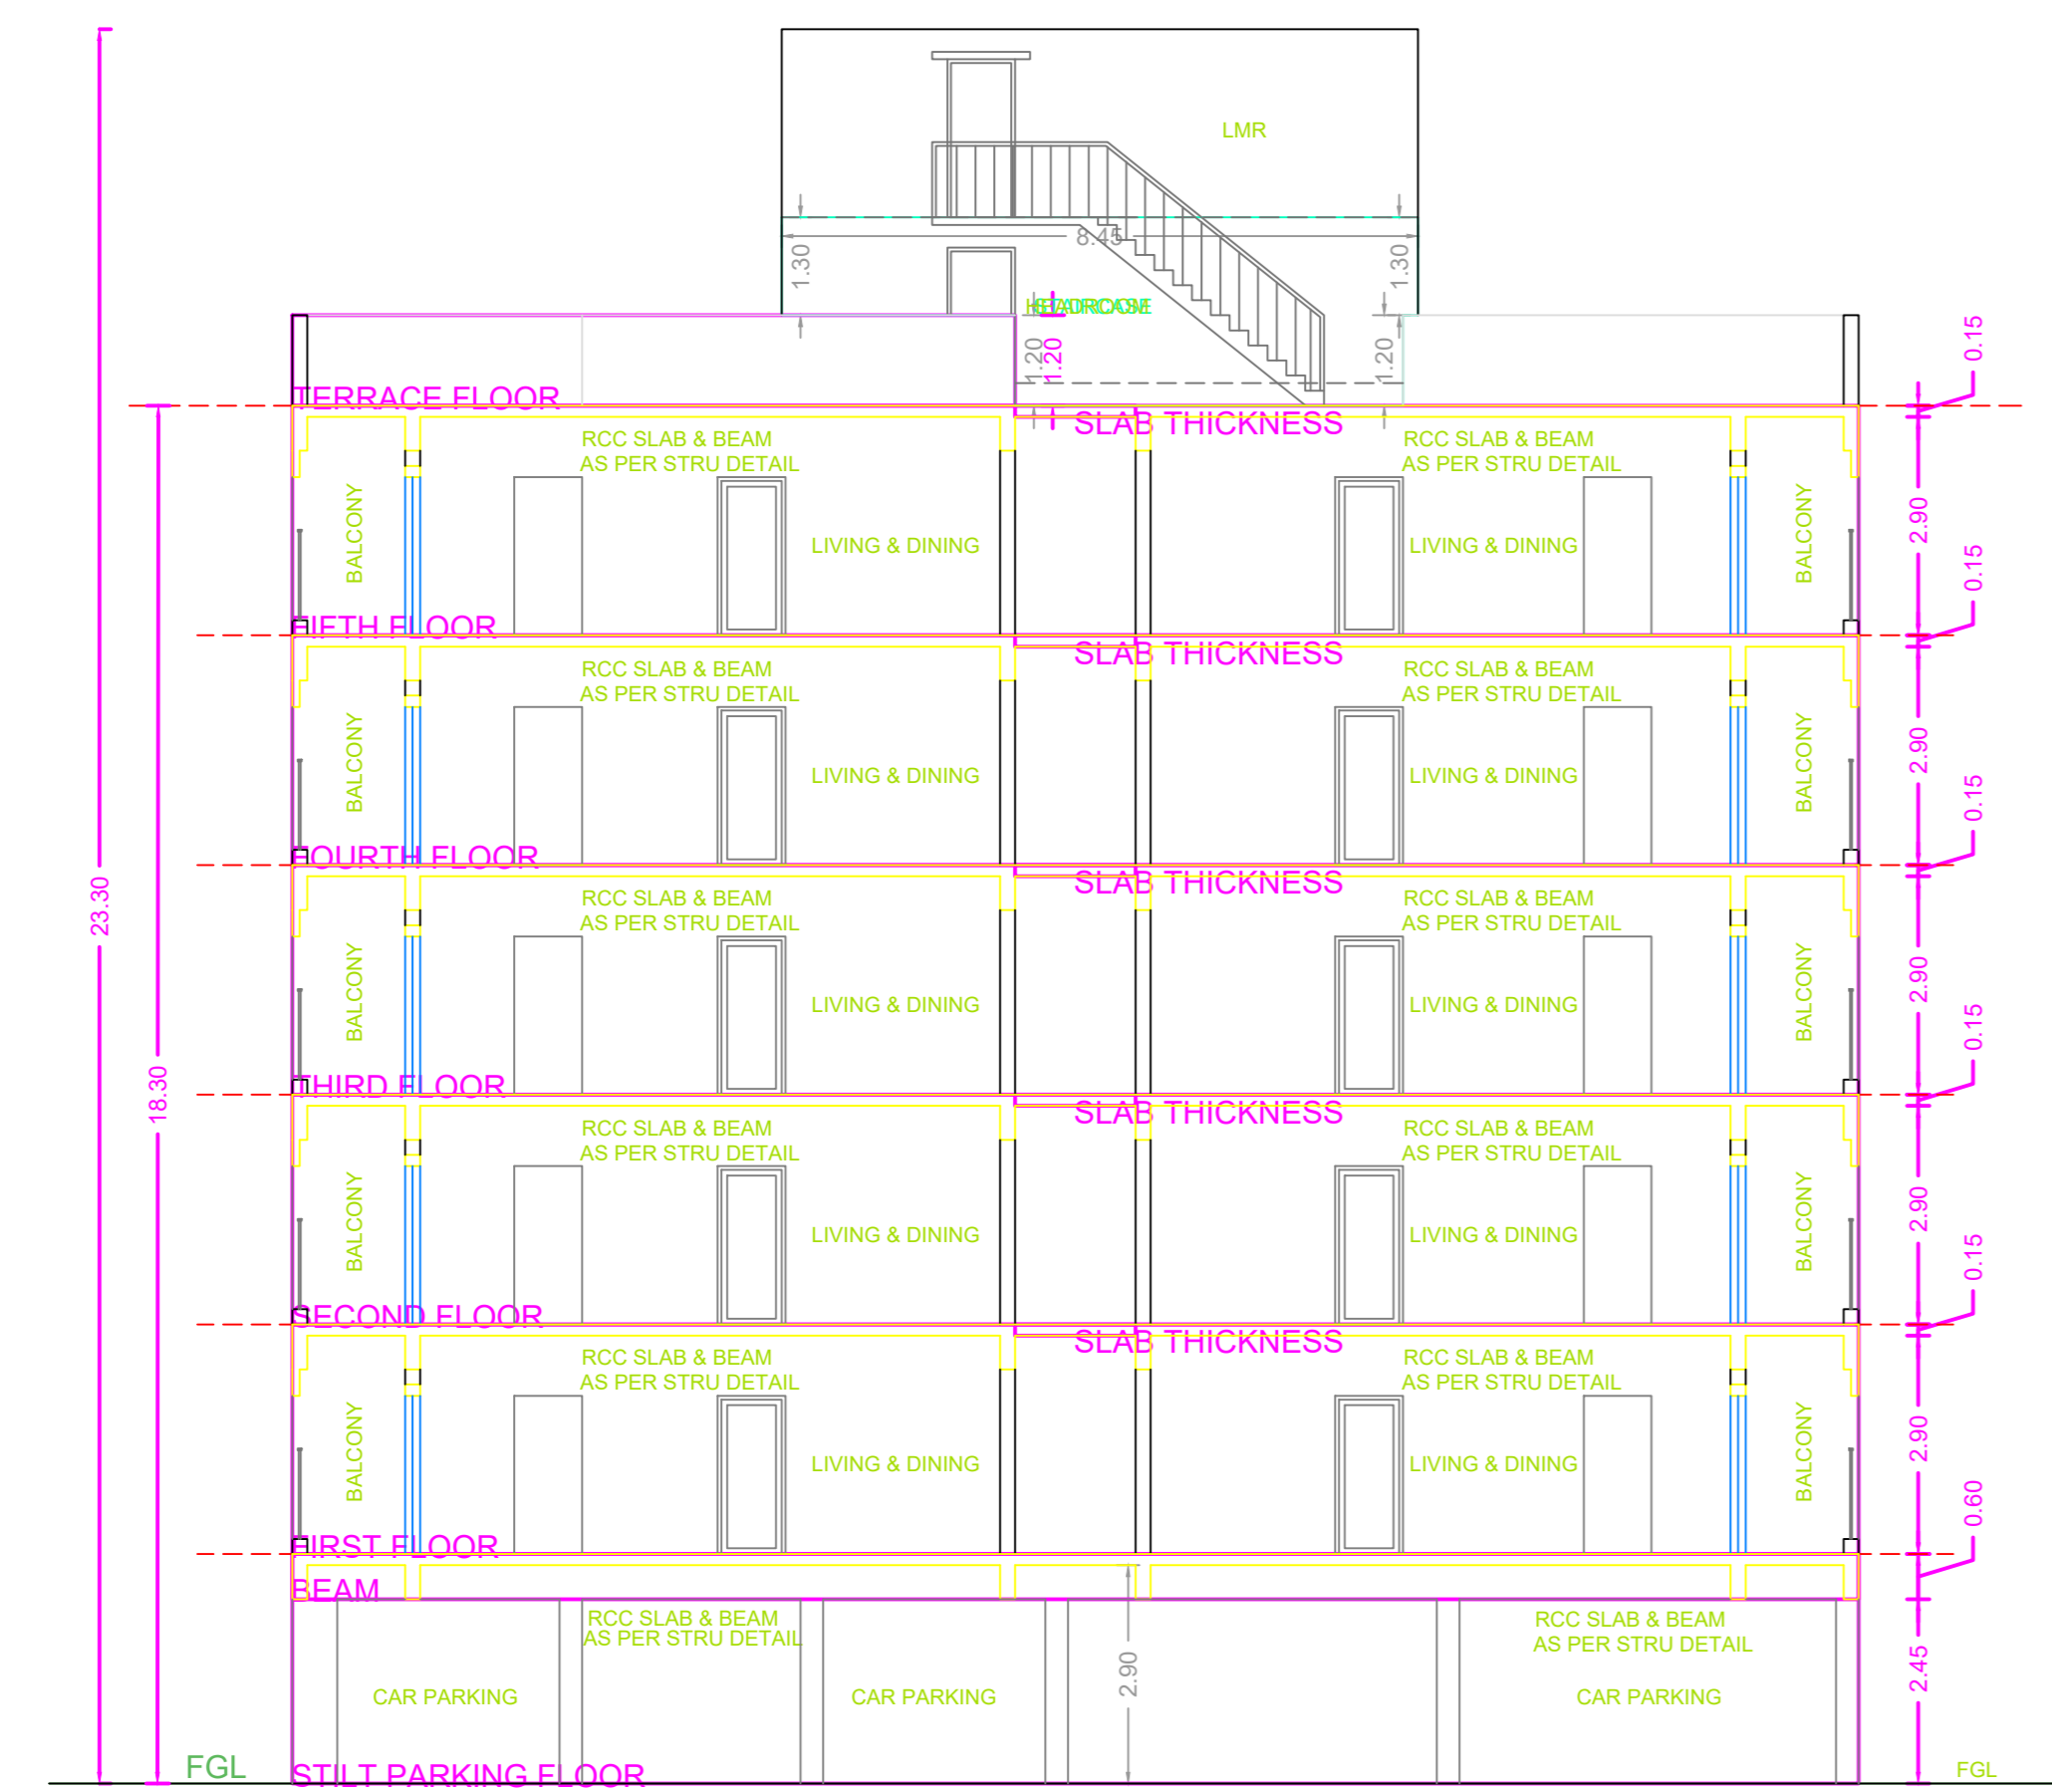 LMR
8.45
1.30
1.30
HEADROOM
STAIRCASE
1.20
1.20
1.20
0.15
TERRACE FLOOR
SLAB THICKNESS
RCC SLAB & BEAM
AS PER STRU DETAIL
RCC SLAB & BEAM
AS PER STRU DETAIL
BALCONY
LIVING & DINING
LIVING & DINING
BALCONY
2.90
0.15
FIFTH FLOOR
SLAB THICKNESS
RCC SLAB & BEAM
AS PER STRU DETAIL
RCC SLAB & BEAM
AS PER STRU DETAIL
BALCONY
LIVING & DINING
LIVING & DINING
BALCONY
2.90
0.15
FOURTH FLOOR
SLAB THICKNESS
23.30
RCC SLAB & BEAM
AS PER STRU DETAIL
RCC SLAB & BEAM
AS PER STRU DETAIL
BALCONY
LIVING & DINING
LIVING & DINING
BALCONY
2.90
0.15
18.30
THIRD FLOOR
SLAB THICKNESS
RCC SLAB & BEAM
AS PER STRU DETAIL
RCC SLAB & BEAM
AS PER STRU DETAIL
BALCONY
LIVING & DINING
LIVING & DINING
BALCONY
2.90
0.15
SECOND FLOOR
SLAB THICKNESS
RCC SLAB & BEAM
AS PER STRU DETAIL
RCC SLAB & BEAM
AS PER STRU DETAIL
BALCONY
LIVING & DINING
LIVING & DINING
BALCONY
2.90
0.60
FIRST FLOOR
BEAM
RCC SLAB & BEAM
AS PER STRU DETAIL
RCC SLAB & BEAM
AS PER STRU DETAIL
2.90
2.45
CAR PARKING
CAR PARKING
CAR PARKING
FGL
STILT PARKING FLOOR
FGL